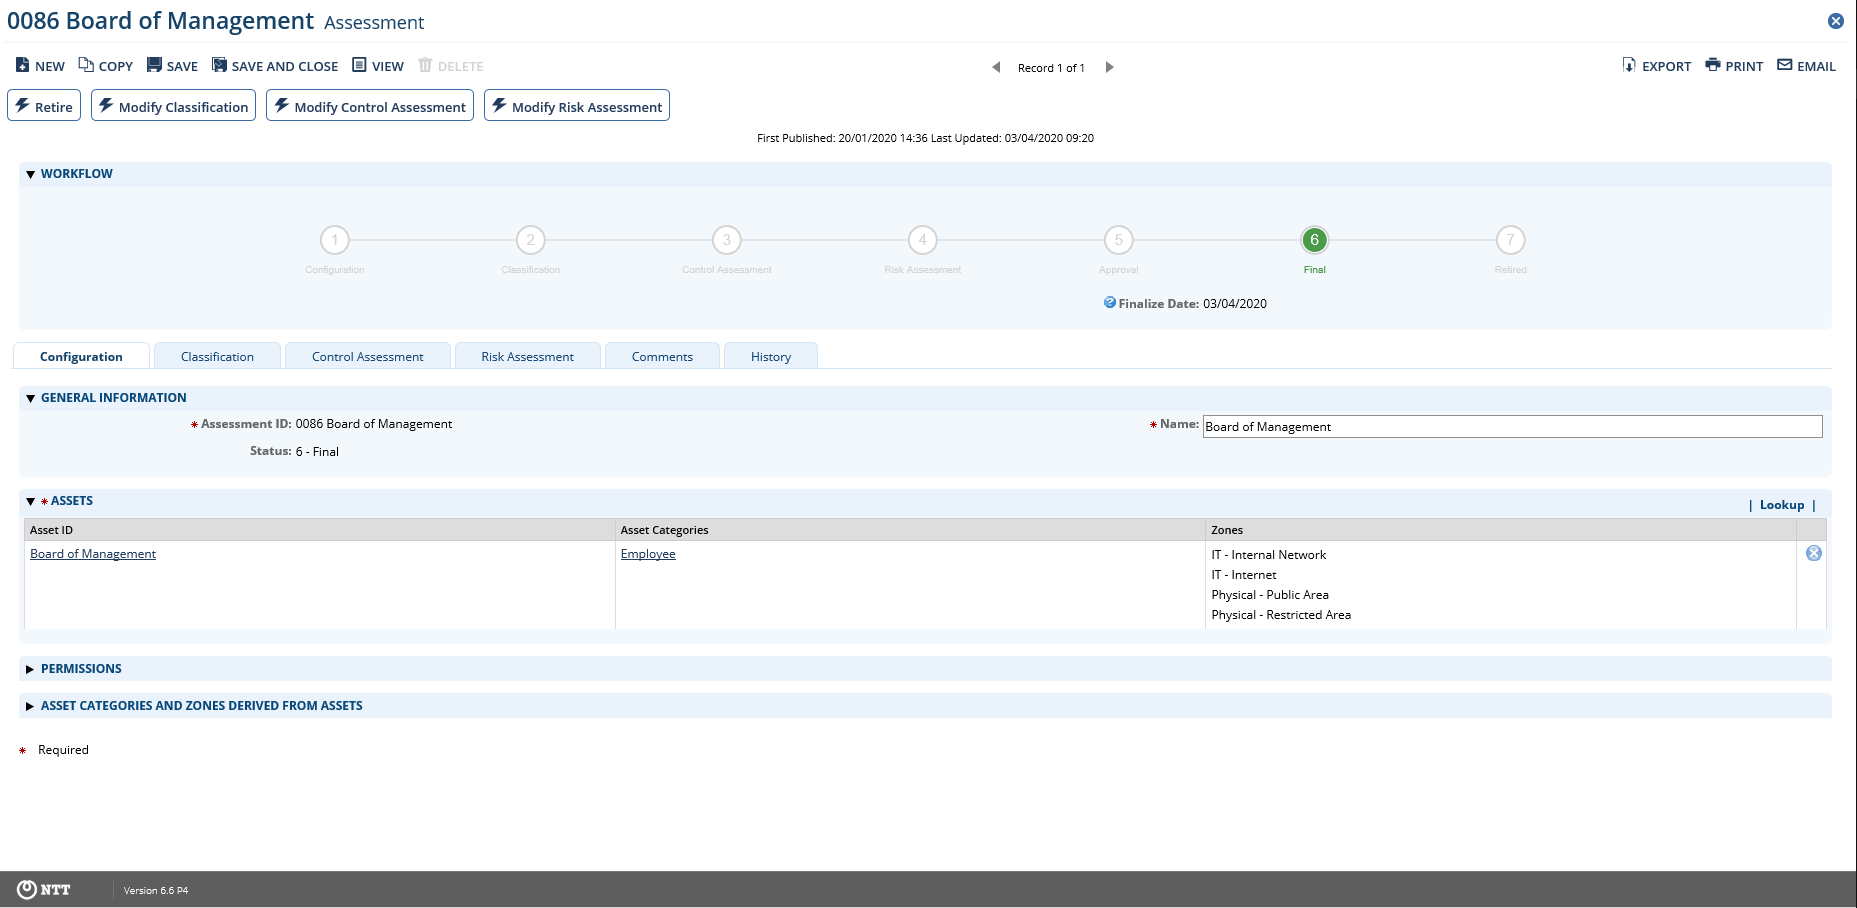 0086 Board of Management Assessment
NEW COPY SAVE SAVE AND CLOSE VIEW DELETE
Record 1 of 1
EXPORT PRINT EMAIL
Retire Modify Classification Modify Control Assessment Modify Risk Assessment
First Published: 20/01/2020 14:36 Last Updated: 03/04/2020 09:20
WORKFLOW
1 2 3 4 5 6 7
Configuration Classification Control Assessment Risk Assessment Approval Final Retired
Finalize Date: 03/04/2020
Configuration Classification Control Assessment Risk Assessment Comments History
GENERAL INFORMATION
* Assessment ID: 0086 Board of Management
* Name: Board of Management
Status: 6 - Final
* ASSETS
| Lookup |
Asset ID Asset Categories Zones
Board of Management Employee IT - Internal Network
IT - Internet
Physical - Public Area
Physical - Restricted Area
PERMISSIONS
ASSET CATEGORIES AND ZONES DERIVED FROM ASSETS
* Required
NTT Version 6.6 P4